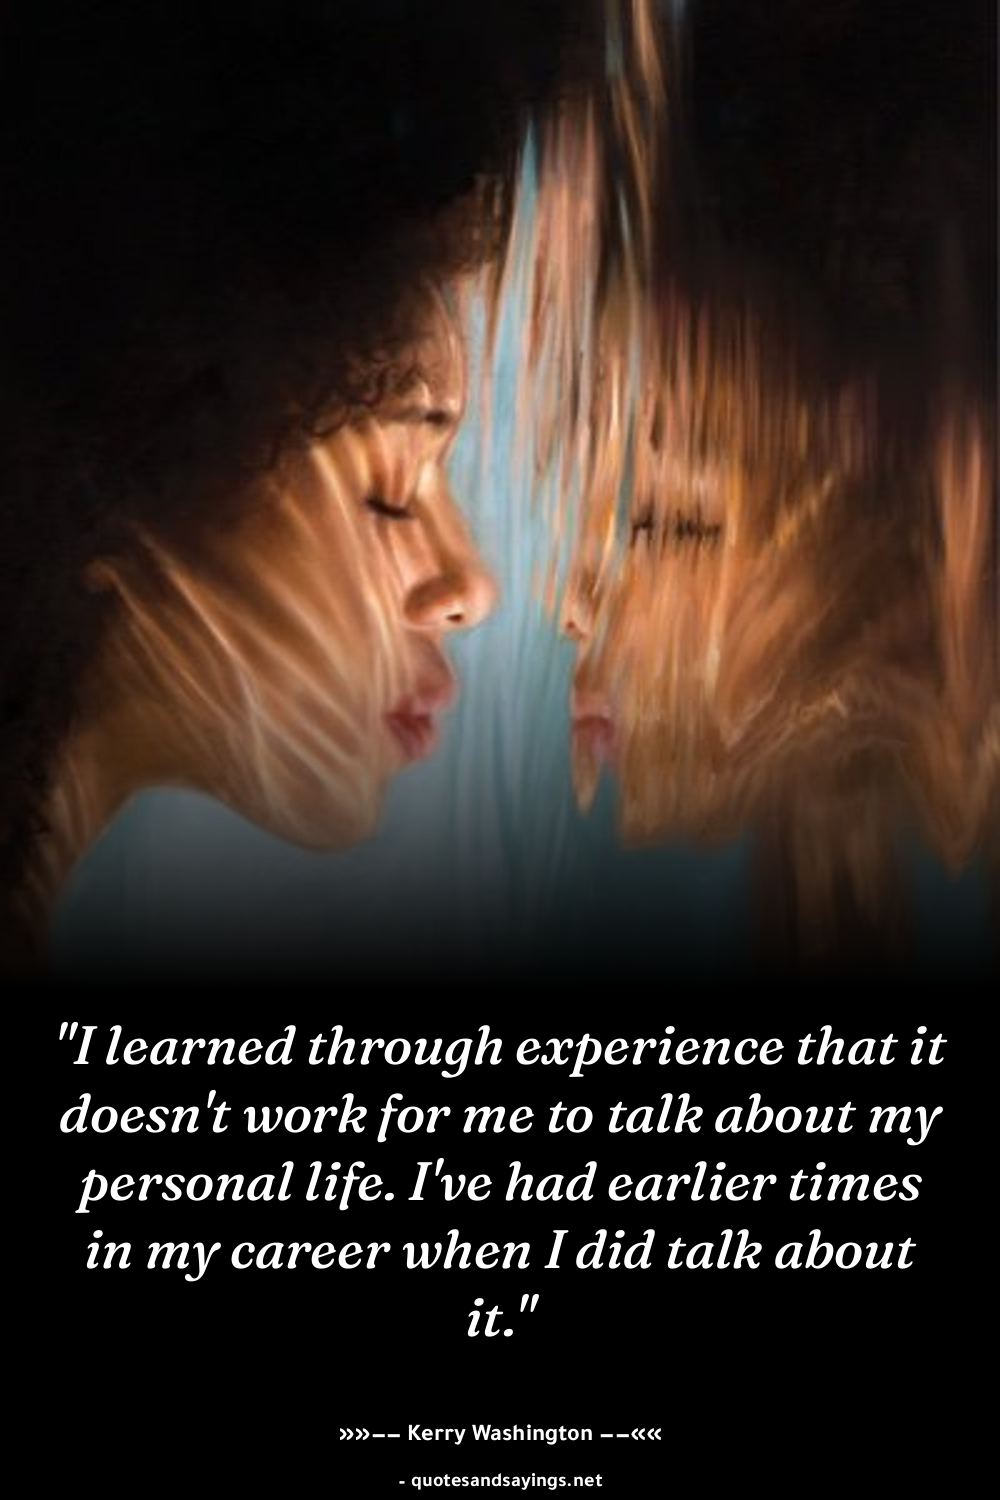 "I learned through experience that it
doesn't work for me to talk about my
personal life. I've had earlier times
in my career when I did talk about
it."
»»−− Kerry Washington −−««
- quotesandsayings.net